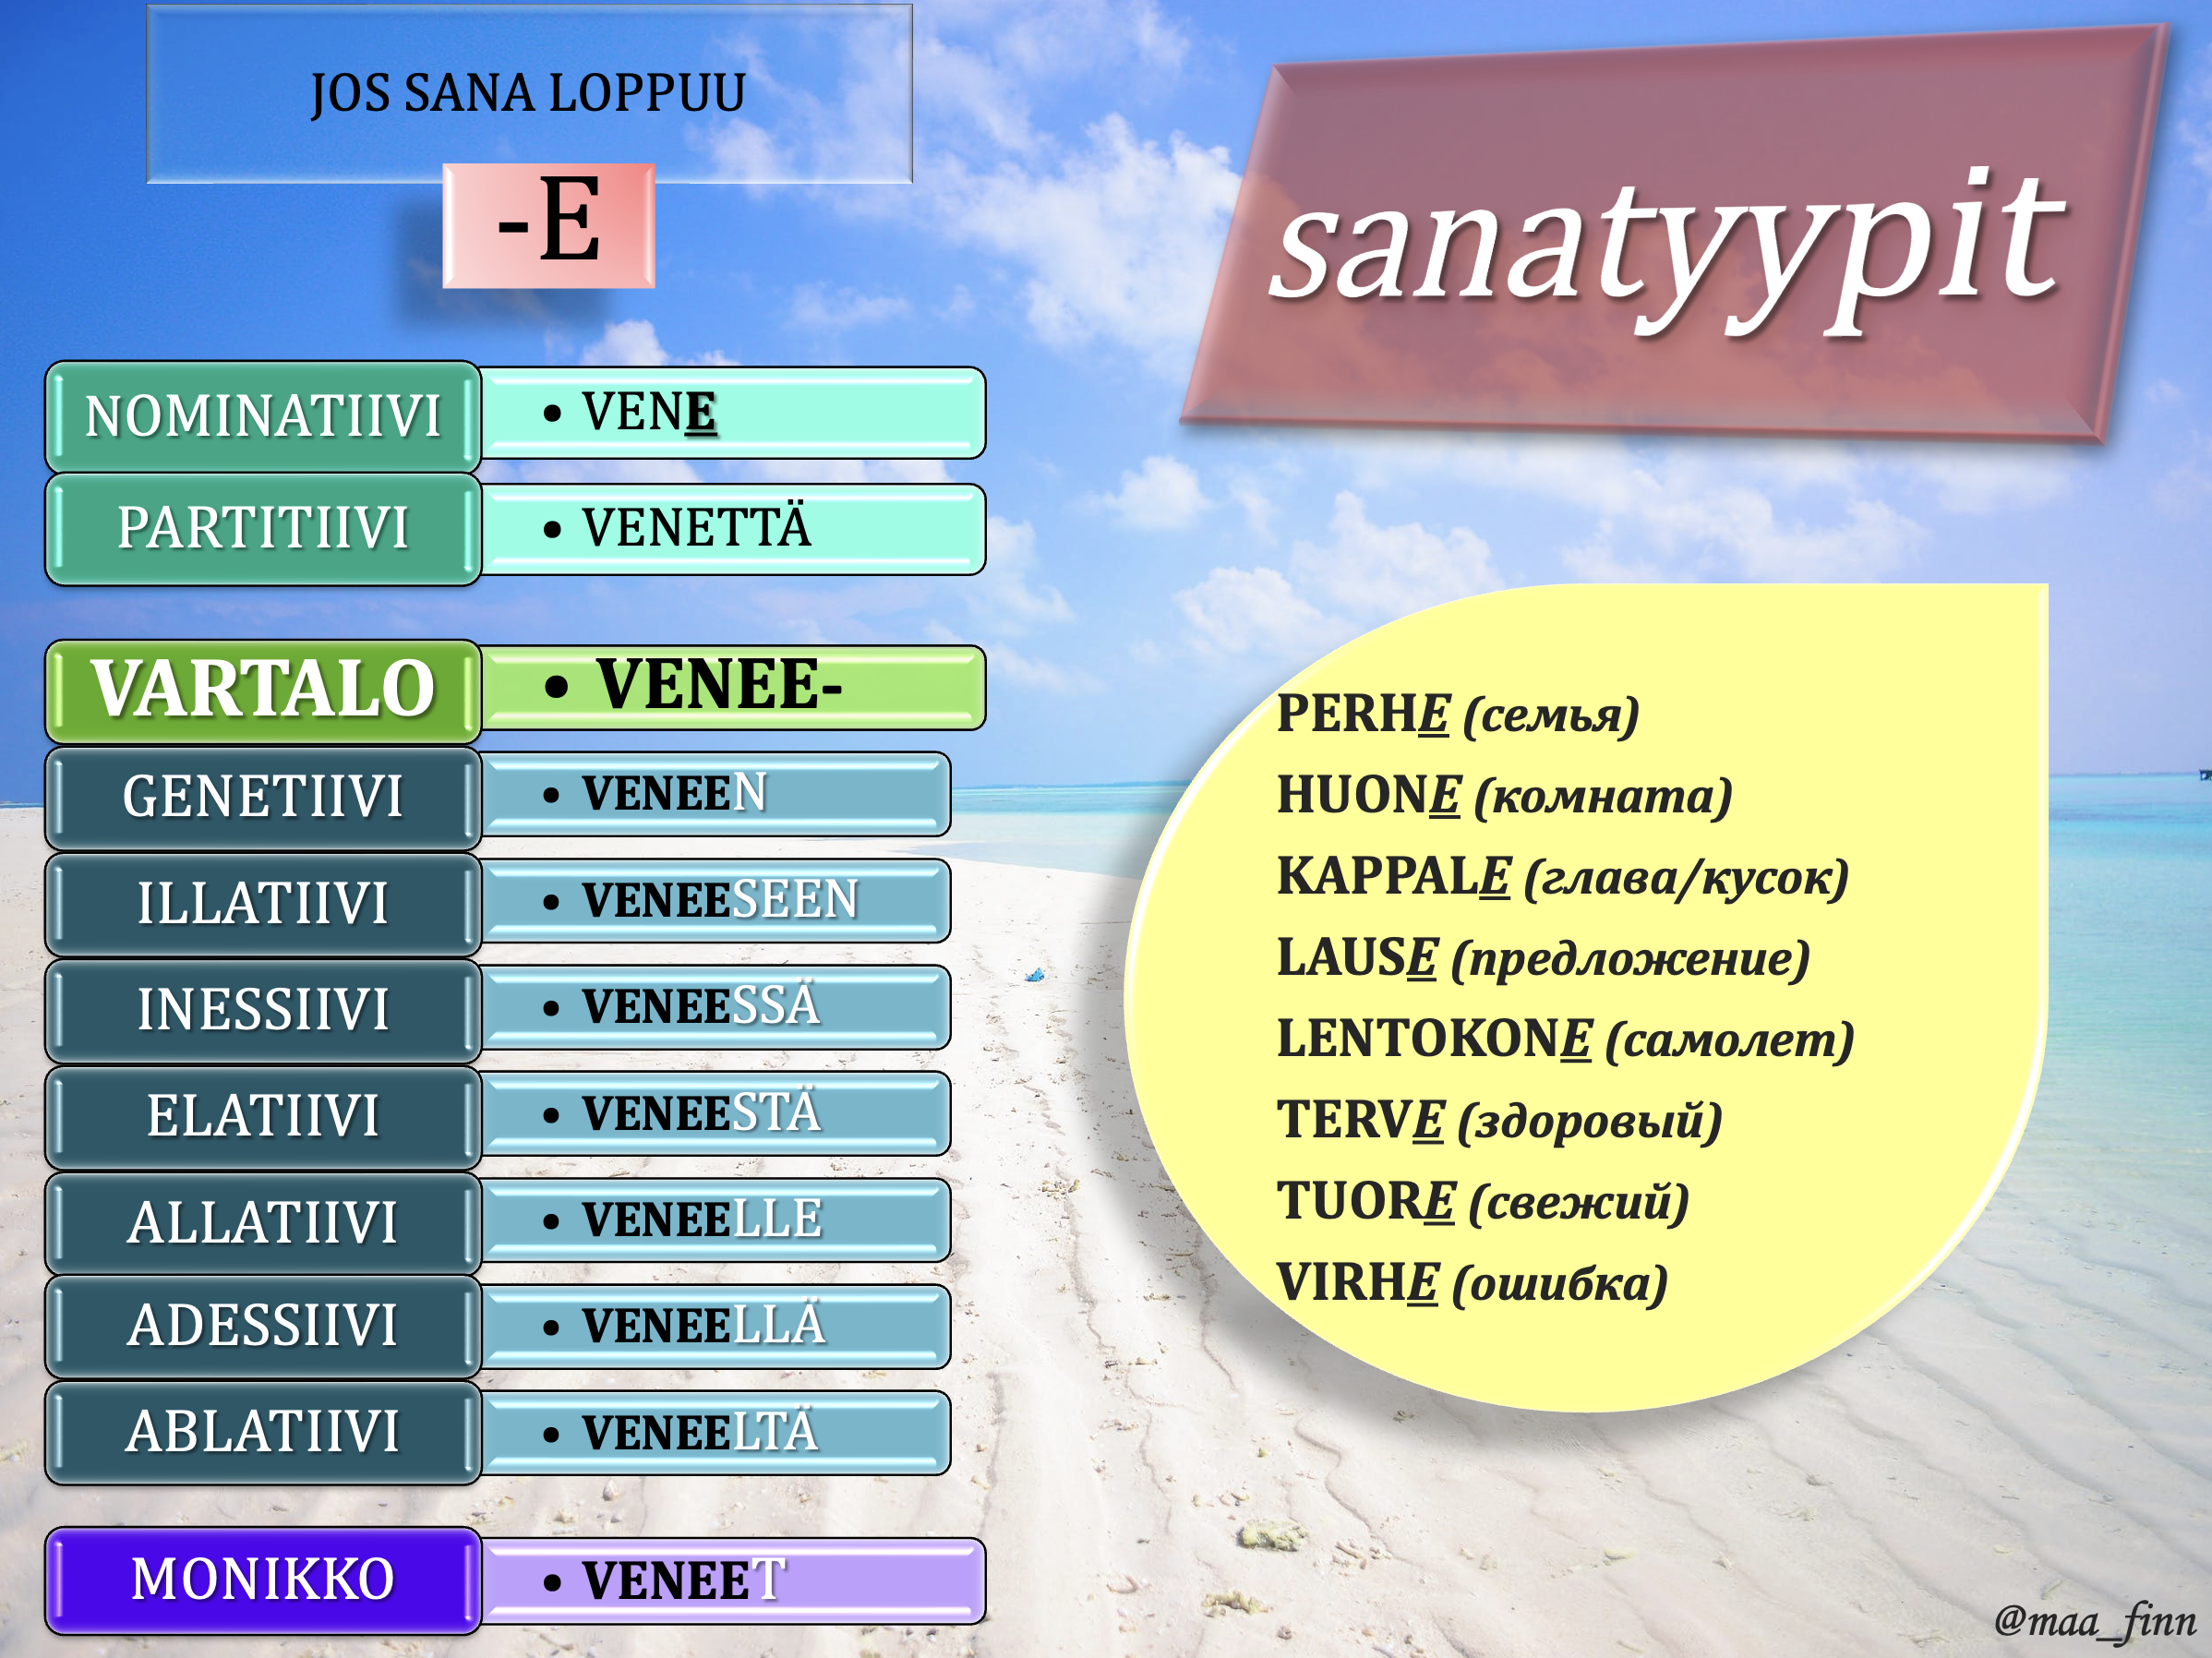 JOS SANA LOPPUU
-E
sanatyypit
NOMINATIIVI • VENE
PARTITIIVI • VENETTÄ
VARTALO • VENEE-
GENETIIVI • VENEEN
ILLATIIVI • VENEESEEN
INESSIIVI • VENEESSÄ
ELATIIVI • VENEESTÄ
ALLATIIVI • VENEELLE
ADESSIIVI • VENEELLÄ
ABLATIIVI • VENEELTÄ
MONIKKO • VENEET
PERHE (семья)
HUONE (комната)
KAPPALE (глава/кусок)
LAUSE (предложение)
LENTOKONE (самолет)
TERVE (здоровый)
TUORE (свежий)
VIRHE (ошибка)
@maa_finn